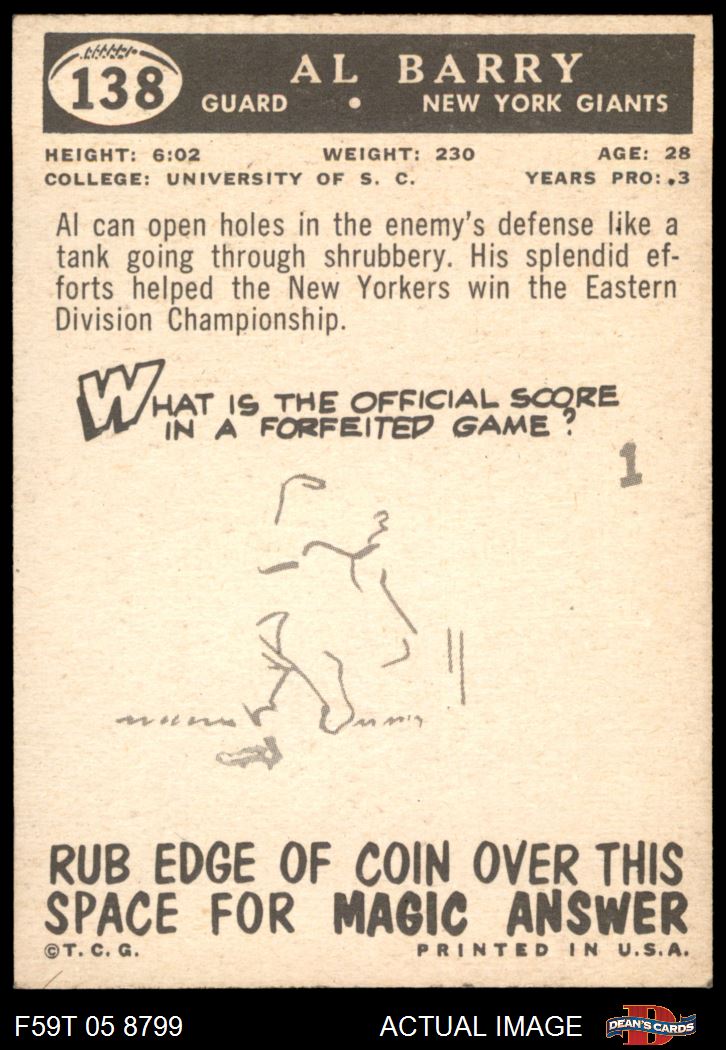 138
AL BARRY
GUARD • NEW YORK GIANTS
HEIGHT: 6:02 WEIGHT: 230 AGE: 28
COLLEGE: UNIVERSITY OF S. C. YEARS PRO: 3
Al can open holes in the enemy's defense like a
tank going through shrubbery. His splendid ef-
forts helped the New Yorkers win the Eastern
Division Championship.
WHAT IS THE OFFICIAL SCORE
IN A FORFEITED GAME?
1
RUB EDGE OF COIN OVER THIS
SPACE FOR MAGIC ANSWER
©T. C. G. PRINTED IN U.S.A.
F59T 05 8799 ACTUAL IMAGE D DEAN'S CARDS